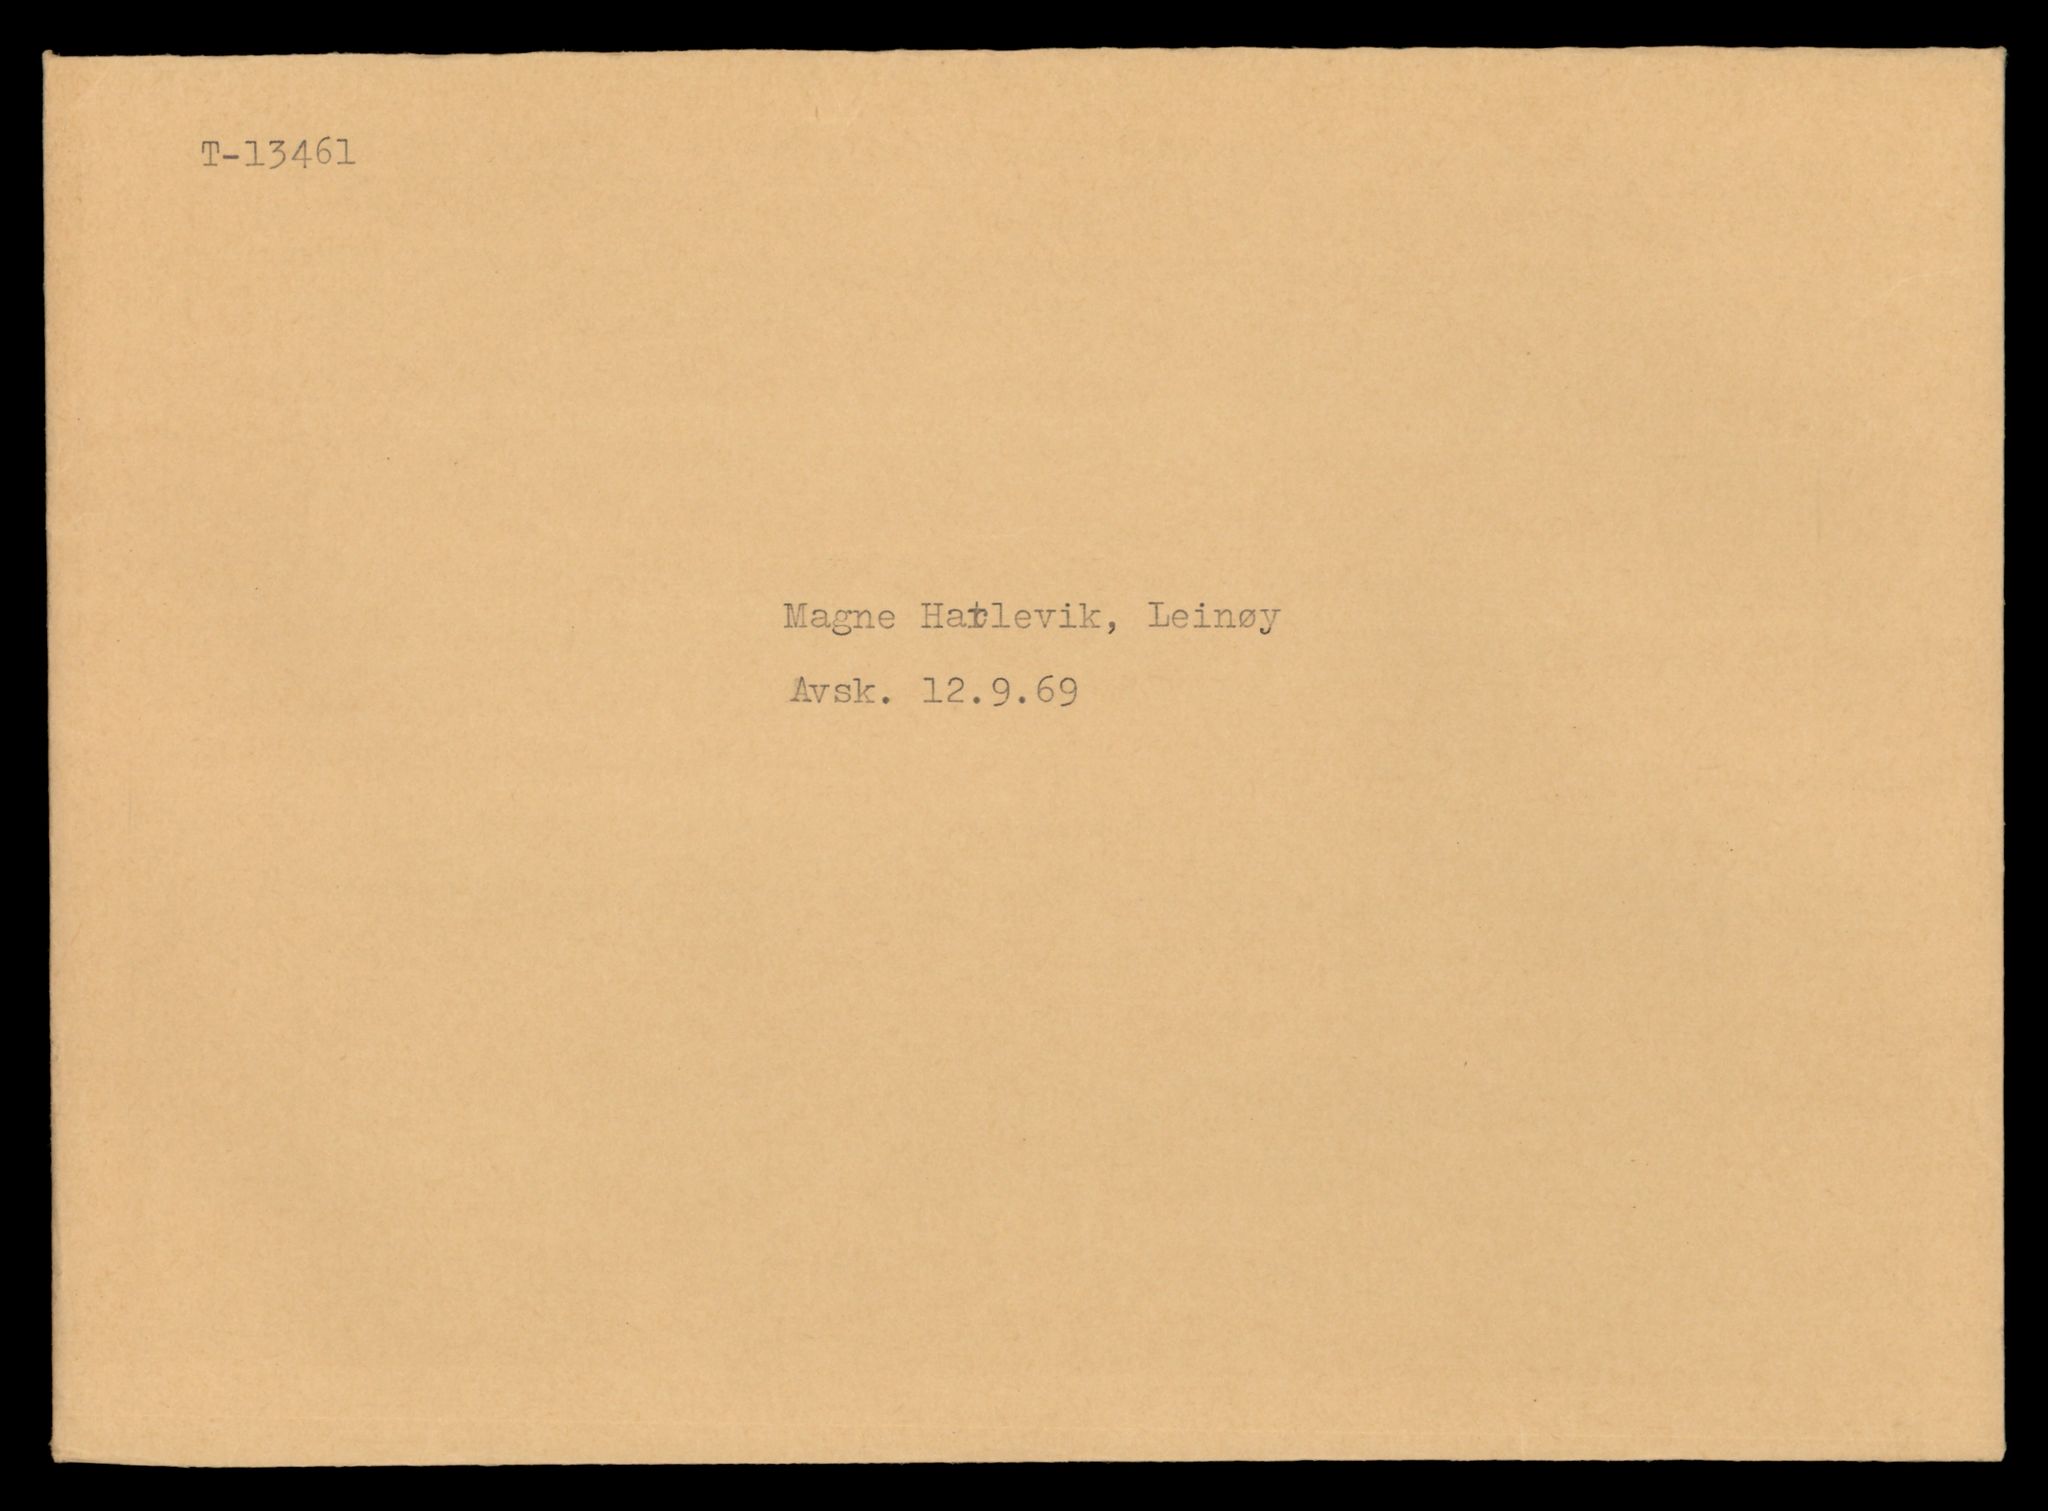 T-13461
Magne Hatlevik, Leinøy
Avsk. 12.9.69